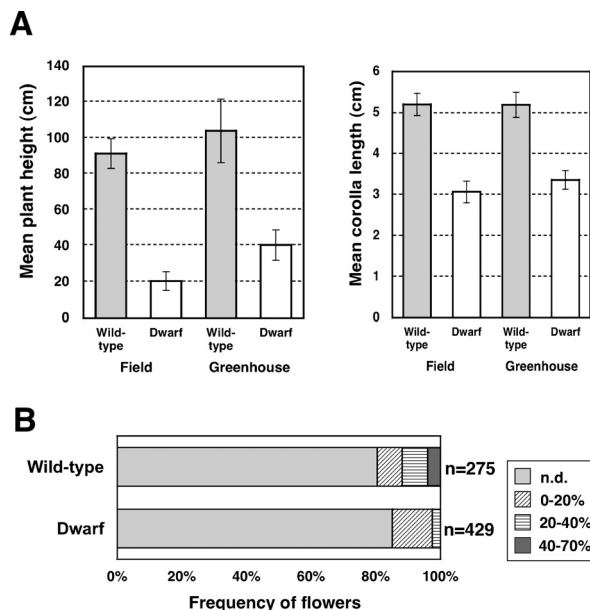 A
Mean plant height (cm)
140
120
100
80
60
40
20
0
Wild-
type
Dwarf
Wild-
type
Dwarf
Field
Greenhouse
Mean corolla length (cm)
6
5
4
3
2
1
0
Wild-
type
Dwarf
Wild-
type
Dwarf
Field
Greenhouse
B
Wild-type
n=275
Dwarf
n=429
0%
20%
40%
60%
80%
100%
Frequency of flowers
n.d.
0-20%
20-40%
40-70%